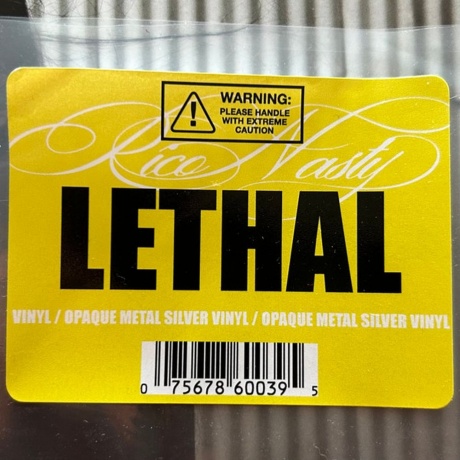 WARNING:
PLEASE HANDLE
WITH EXTREME
CAUTION
Rico Nasty
LETHAL
VINYL / OPAQUE METAL SILVER VINYL / OPAQUE METAL SILVER VINYL
0 75678 60039 5